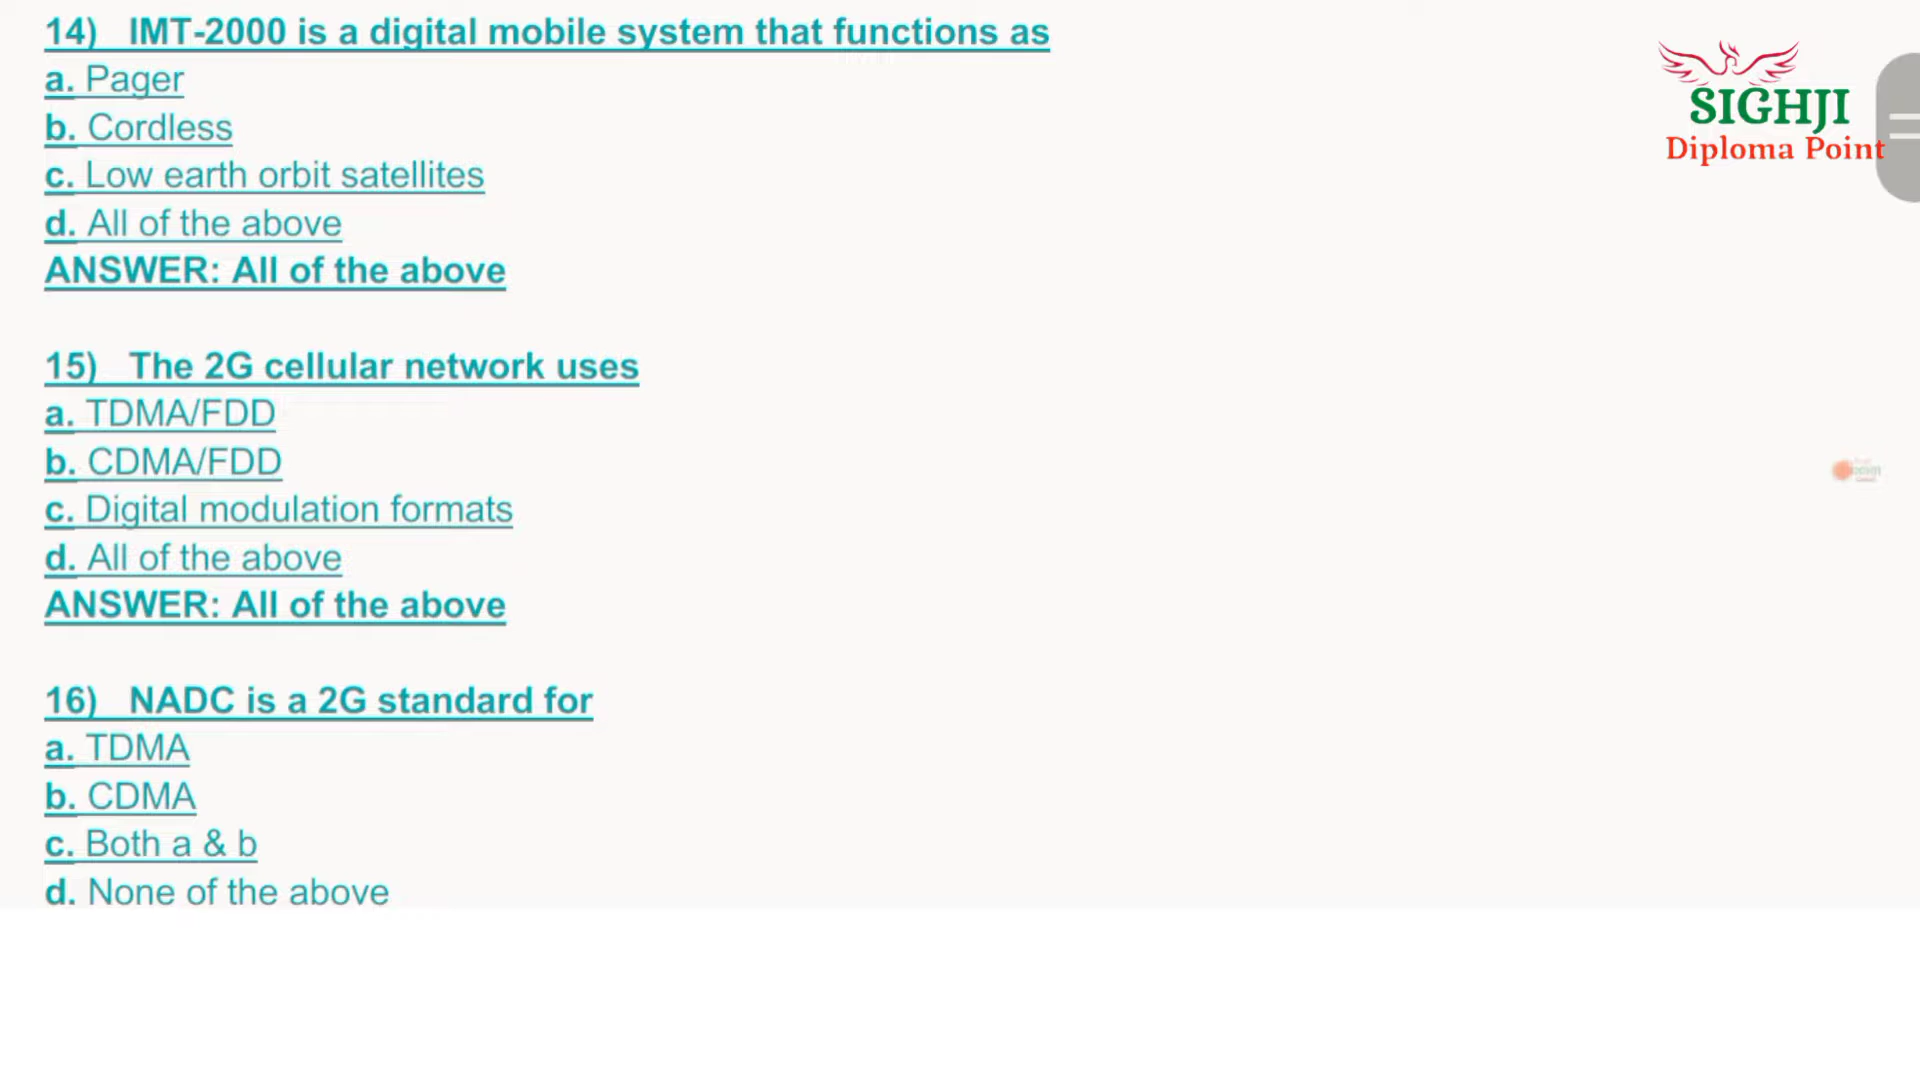 14) IMT-2000 is a digital mobile system that functions as
a. Pager
b. Cordless
c. Low earth orbit satellites
d. All of the above
ANSWER: All of the above
15) The 2G cellular network uses
a. TDMA/FDD
b. CDMA/FDD
c. Digital modulation formats
d. All of the above
ANSWER: All of the above
16) NADC is a 2G standard for
a. TDMA
b. CDMA
c. Both a & b
d. None of the above
SIGHJI
Diploma Point